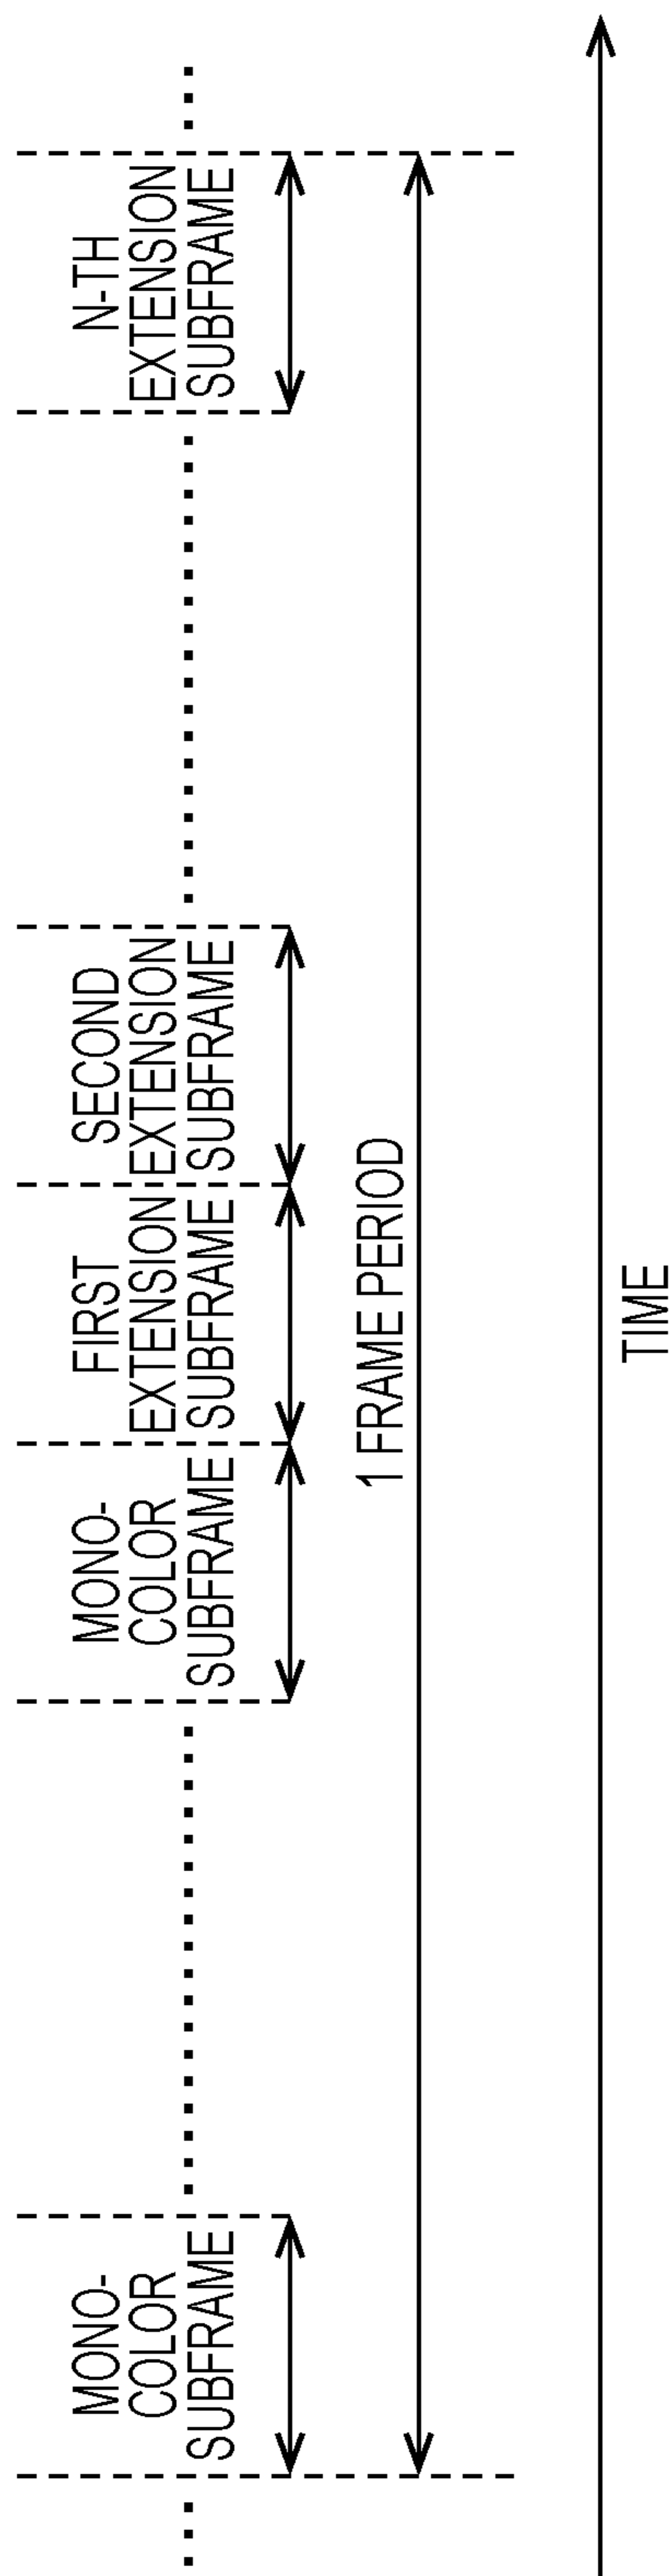 MONO-
COLOR
SUBFRAME
MONO-
COLOR
SUBFRAME
FIRST
EXTENSION
SUBFRAME
SECOND
EXTENSION
SUBFRAME
N-TH
EXTENSION
SUBFRAME
1 FRAME PERIOD
TIME